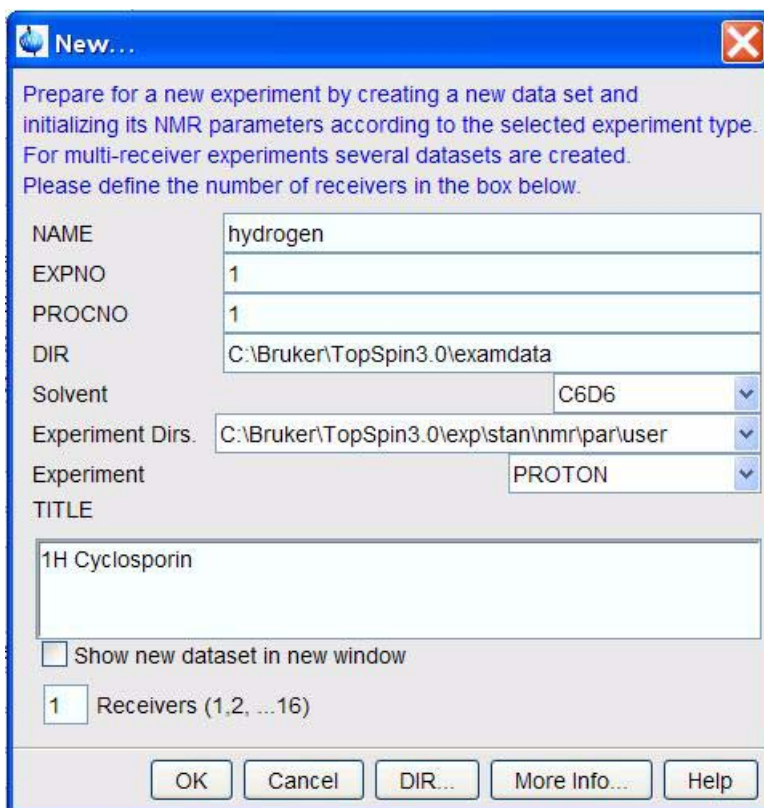 New...
Prepare for a new experiment by creating a new data set and
initializing its NMR parameters according to the selected experiment type.
For multi-receiver experiments several datasets are created.
Please define the number of receivers in the box below.
NAME hydrogen
EXPNO 1
PROCNO 1
DIR C:\Bruker\TopSpin3.0\examdata
Solvent C6D6
Experiment Dirs. C:\Bruker\TopSpin3.0\exp\stan\nmr\par\user
Experiment PROTON
TITLE
1H Cyclosporin
Show new dataset in new window
1 Receivers (1,2, ...16)
OK Cancel DIR... More Info... Help